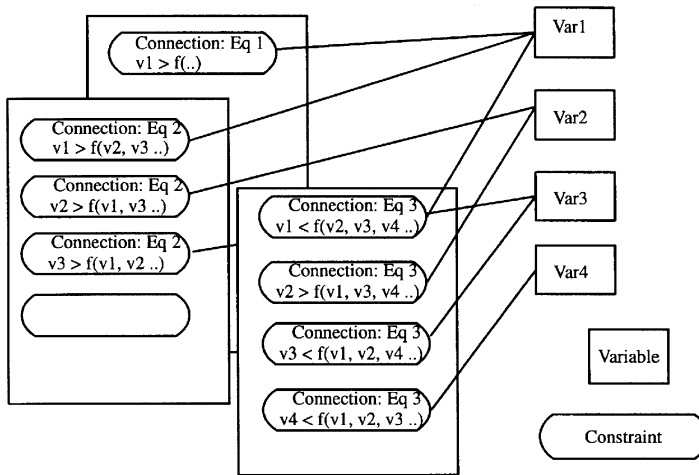 Connection: Eq 1
v1 > f(..)
Connection: Eq 2
v1 > f(v2, v3 ..)
Connection: Eq 2
v2 > f(v1, v3 ..)
Connection: Eq 2
v3 > f(v1, v2 ..)
Connection: Eq 3
v1 < f(v2, v3, v4 ..)
Connection: Eq 3
v2 > f(v1, v3, v4 ..)
Connection: Eq 3
v3 < f(v1, v2, v4 ..)
Connection: Eq 3
v4 < f(v1, v2, v3 ..)
Var1
Var2
Var3
Var4
Variable
Constraint